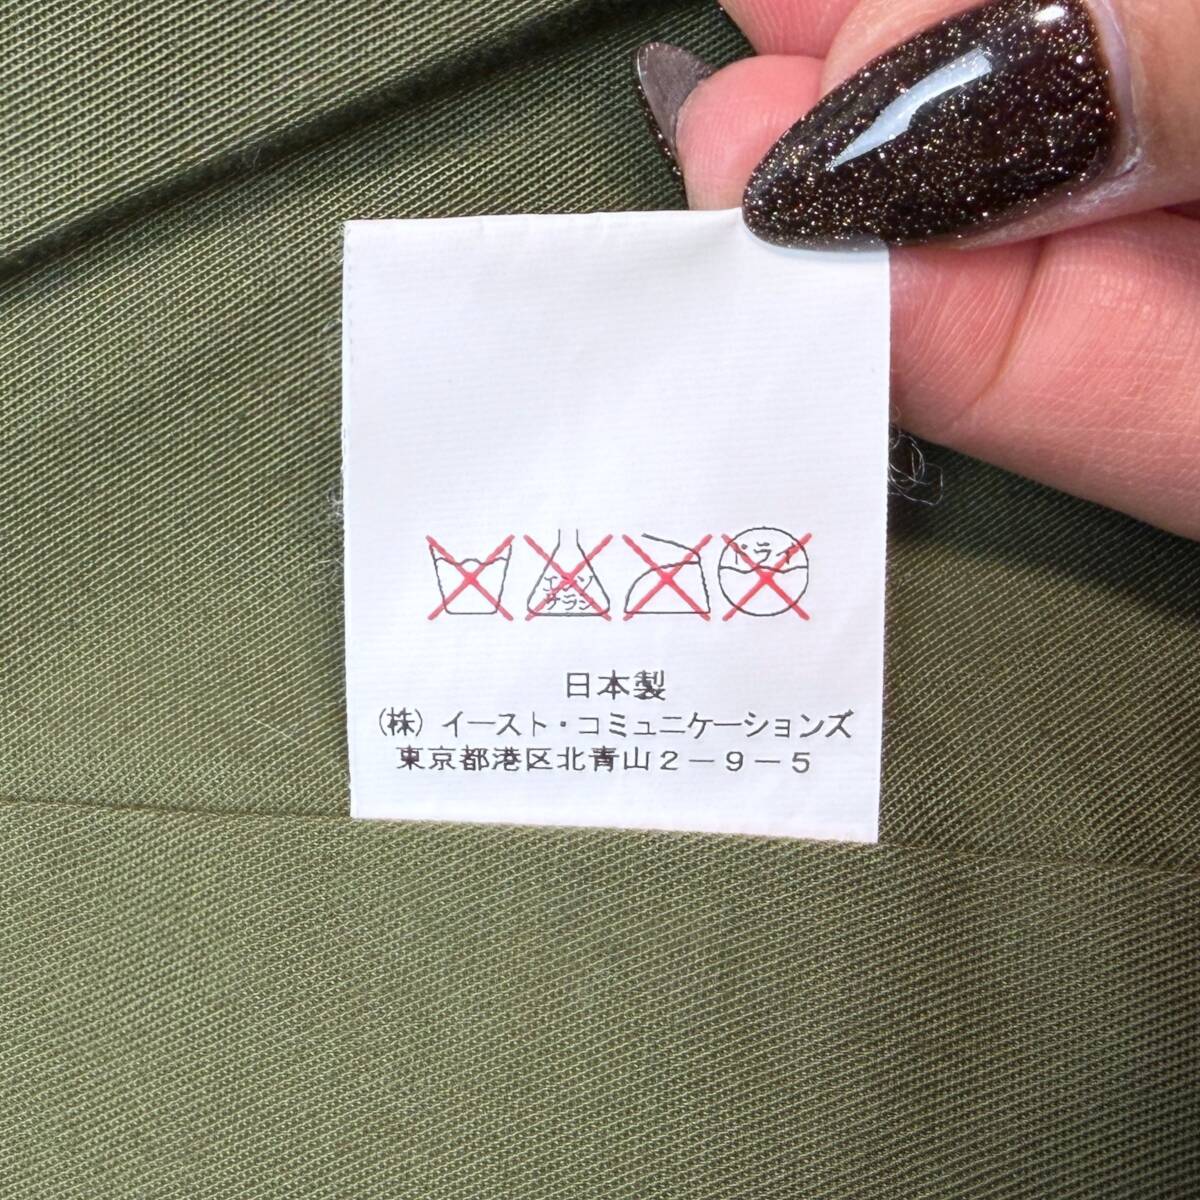 エンソ ドライ
サラシ
日本製
(株) イースト・コミュニケーションズ
東京都港区北青山2－9－5